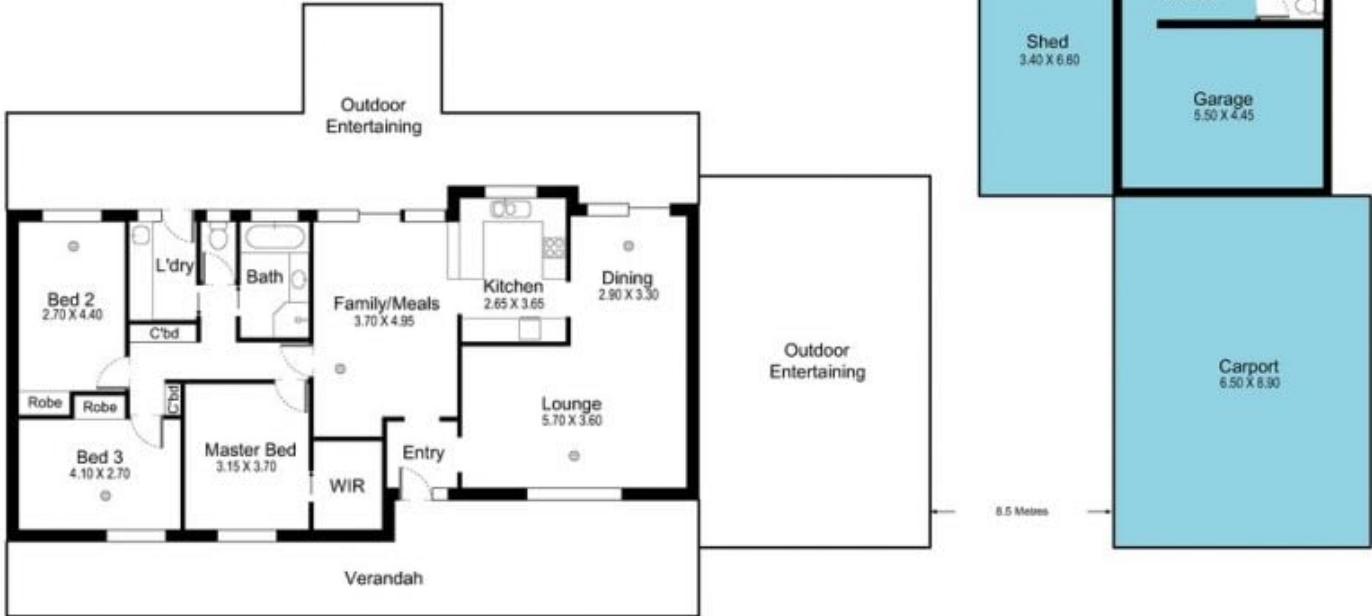 Outdoor
Entertaining
Shed
3.40 X 6.60
Garage
5.50 X 4.45
L'dry
Bath
Bed 2
2.70 X 4.40
Family/Meals
3.70 X 4.95
Kitchen
2.65 X 3.65
Dining
2.90 X 3.30
C'bd
Outdoor
Entertaining
Carport
6.50 X 8.90
Robe
Robe
C'bd
Lounge
5.70 X 3.60
Bed 3
4.10 X 2.70
Master Bed
3.15 X 3.70
Entry
WIR
8.5 Metres
Verandah